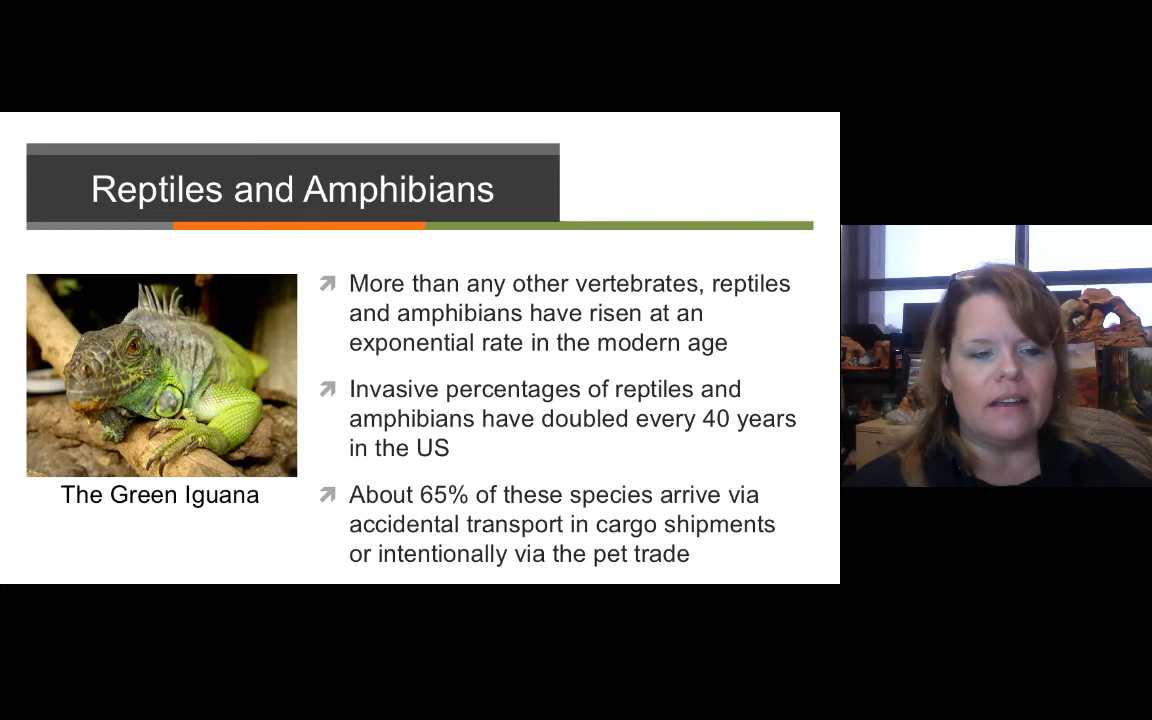 Reptiles and Amphibians
More than any other vertebrates, reptiles
and amphibians have risen at an
exponential rate in the modern age
Invasive percentages of reptiles and
amphibians have doubled every 40 years
in the US
About 65% of these species arrive via
accidental transport in cargo shipments
or intentionally via the pet trade
The Green Iguana